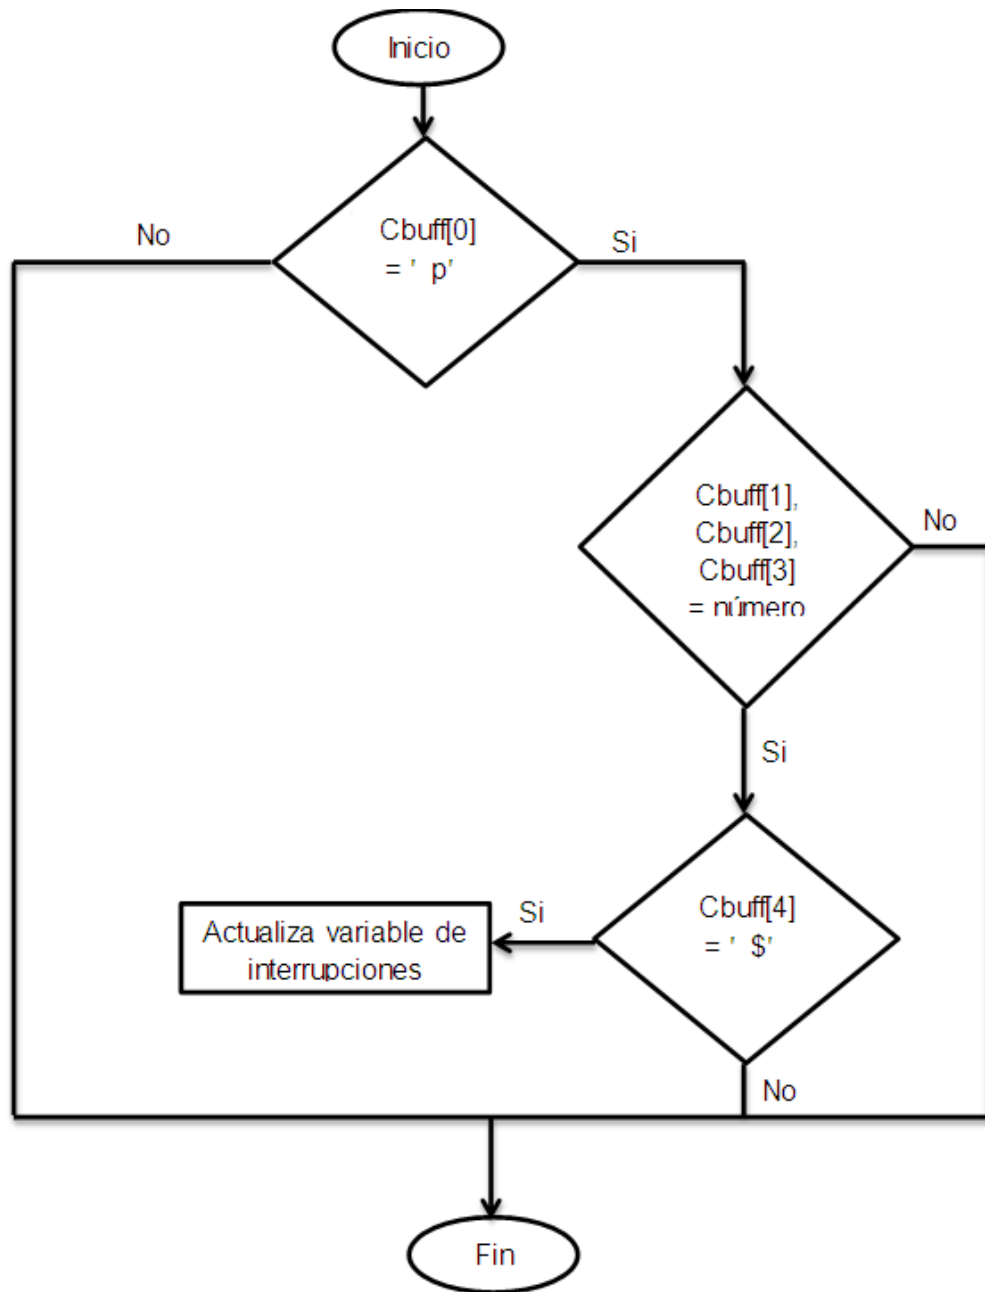 Inicio
No
Cbuff[0]
= ' p'
Si
Cbuff[1],
Cbuff[2],
Cbuff[3]
= número
No
Si
Cbuff[4]
= ' $'
Si
Actualiza variable de
interrupciones
No
Fin